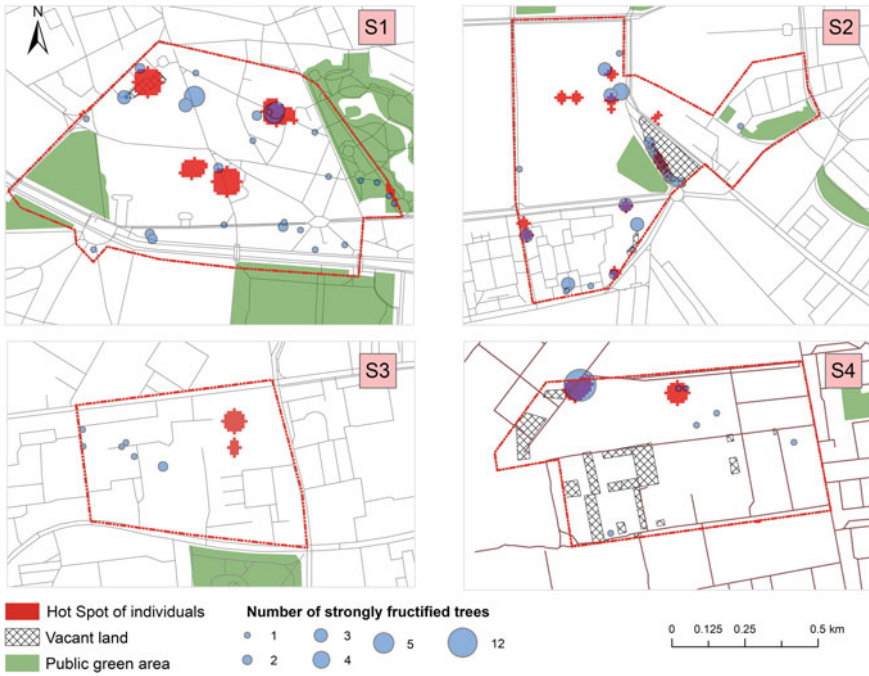 S1
N
S2
S3
S4
Hot Spot of individuals
Vacant land
Public green area
Number of strongly fructified trees
1
2
3
4
5
12
0 0.125 0.25 0.5 km